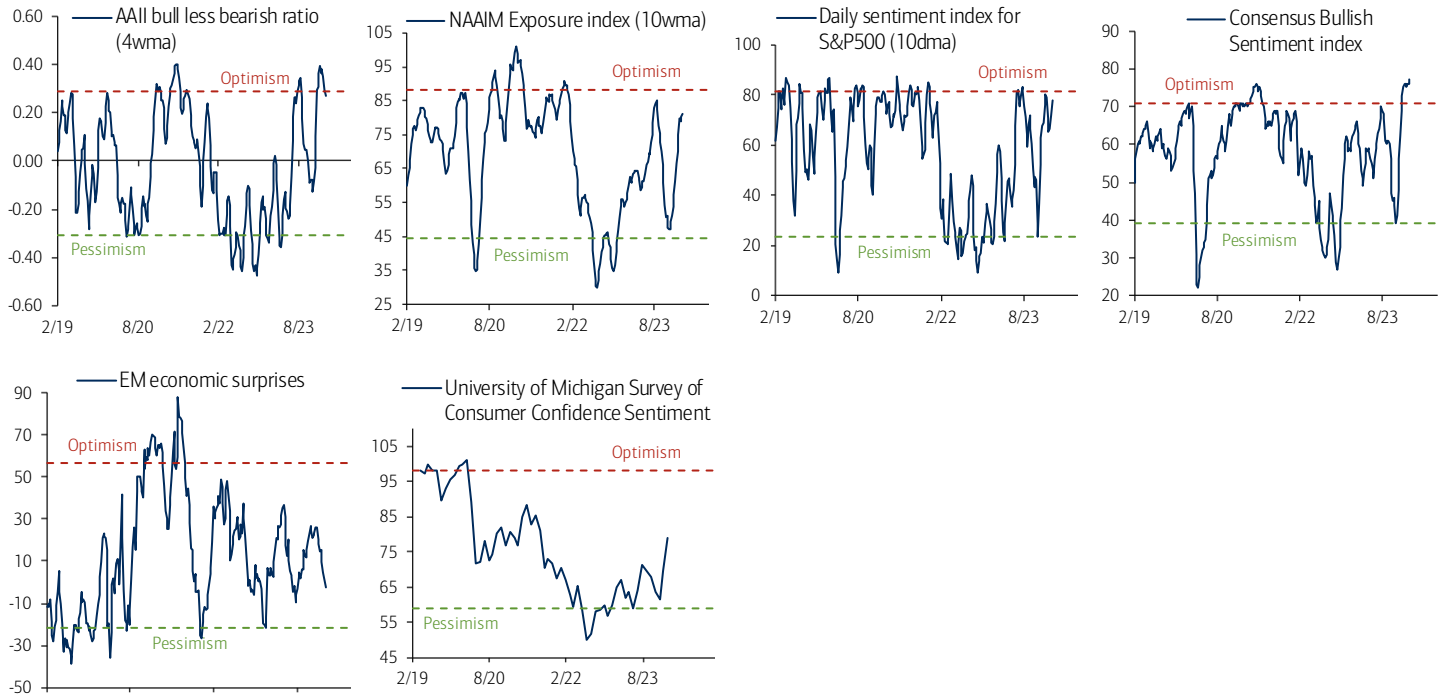 AAII bull less bearish ratio
(4wma)
0.60
0.40
0.20
0.00
-0.20
-0.40
-0.60
Optimism
Pessimism
2/19
8/20
2/22
8/23
NAAIM Exposure index (10wma)
105
95
85
75
65
55
45
35
25
Optimism
Pessimism
2/19
8/20
2/22
8/23
Daily sentiment index for
S&P500 (10dma)
100
80
60
40
20
0
Optimism
Pessimism
2/19
8/20
2/22
8/23
Consensus Bullish
Sentiment index
90
80
70
60
50
40
30
20
Optimism
Pessimism
2/19
8/20
2/22
8/23
EM economic surprises
90
70
50
30
10
-10
-30
-50
Optimism
Pessimism
University of Michigan Survey of
Consumer Confidence Sentiment
105
95
85
75
65
55
45
Optimism
Pessimism
2/19
8/20
2/22
8/23